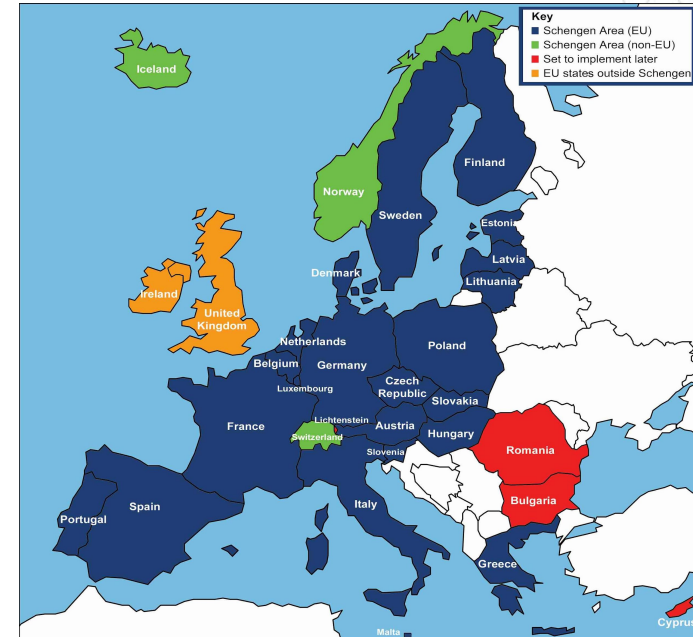 Key
Schengen Area (EU)
Schengen Area (non-EU)
Set to implement later
EU states outside Schengen
Iceland
Norway
Finland
Sweden
Estonia
Latvia
Lithuania
Denmark
Ireland
United
Kingdom
Netherlands
Belgium
Germany
Poland
Luxembourg
Czech
Republic
Slovakia
France
Lichtenstein
Switzerland
Austria
Hungary
Slovenia
Romania
Bulgaria
Portugal
Spain
Italy
Greece
Malta
Cyprus